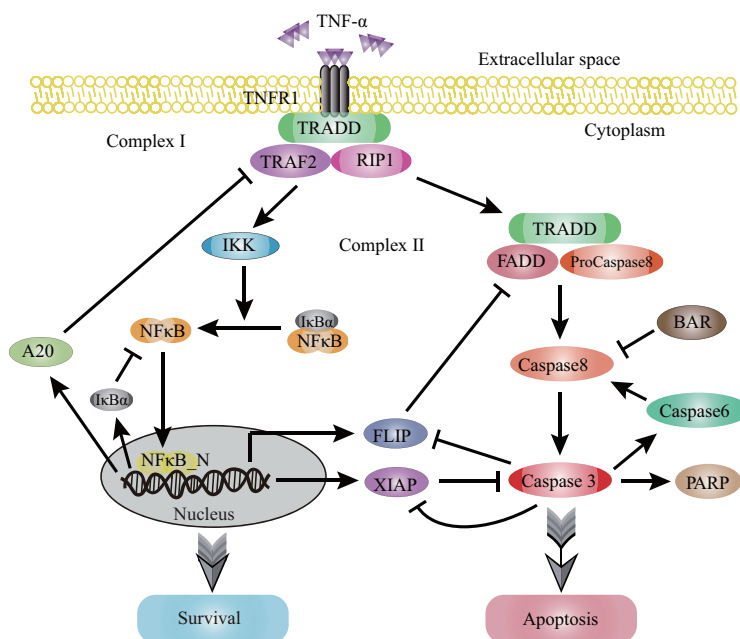 TNF-α
Extracellular space
TNFR1
TRADD
Complex I
Cytoplasm
TRAF2
RIP1
TRADD
IKK
Complex II
FADD
ProCaspase8
IκBα
NFκB
NFκB
BAR
A20
Caspase8
IκBα
Caspase6
FLIP
NFκB_N
XIAP
Caspase 3
PARP
Nucleus
Survival
Apoptosis